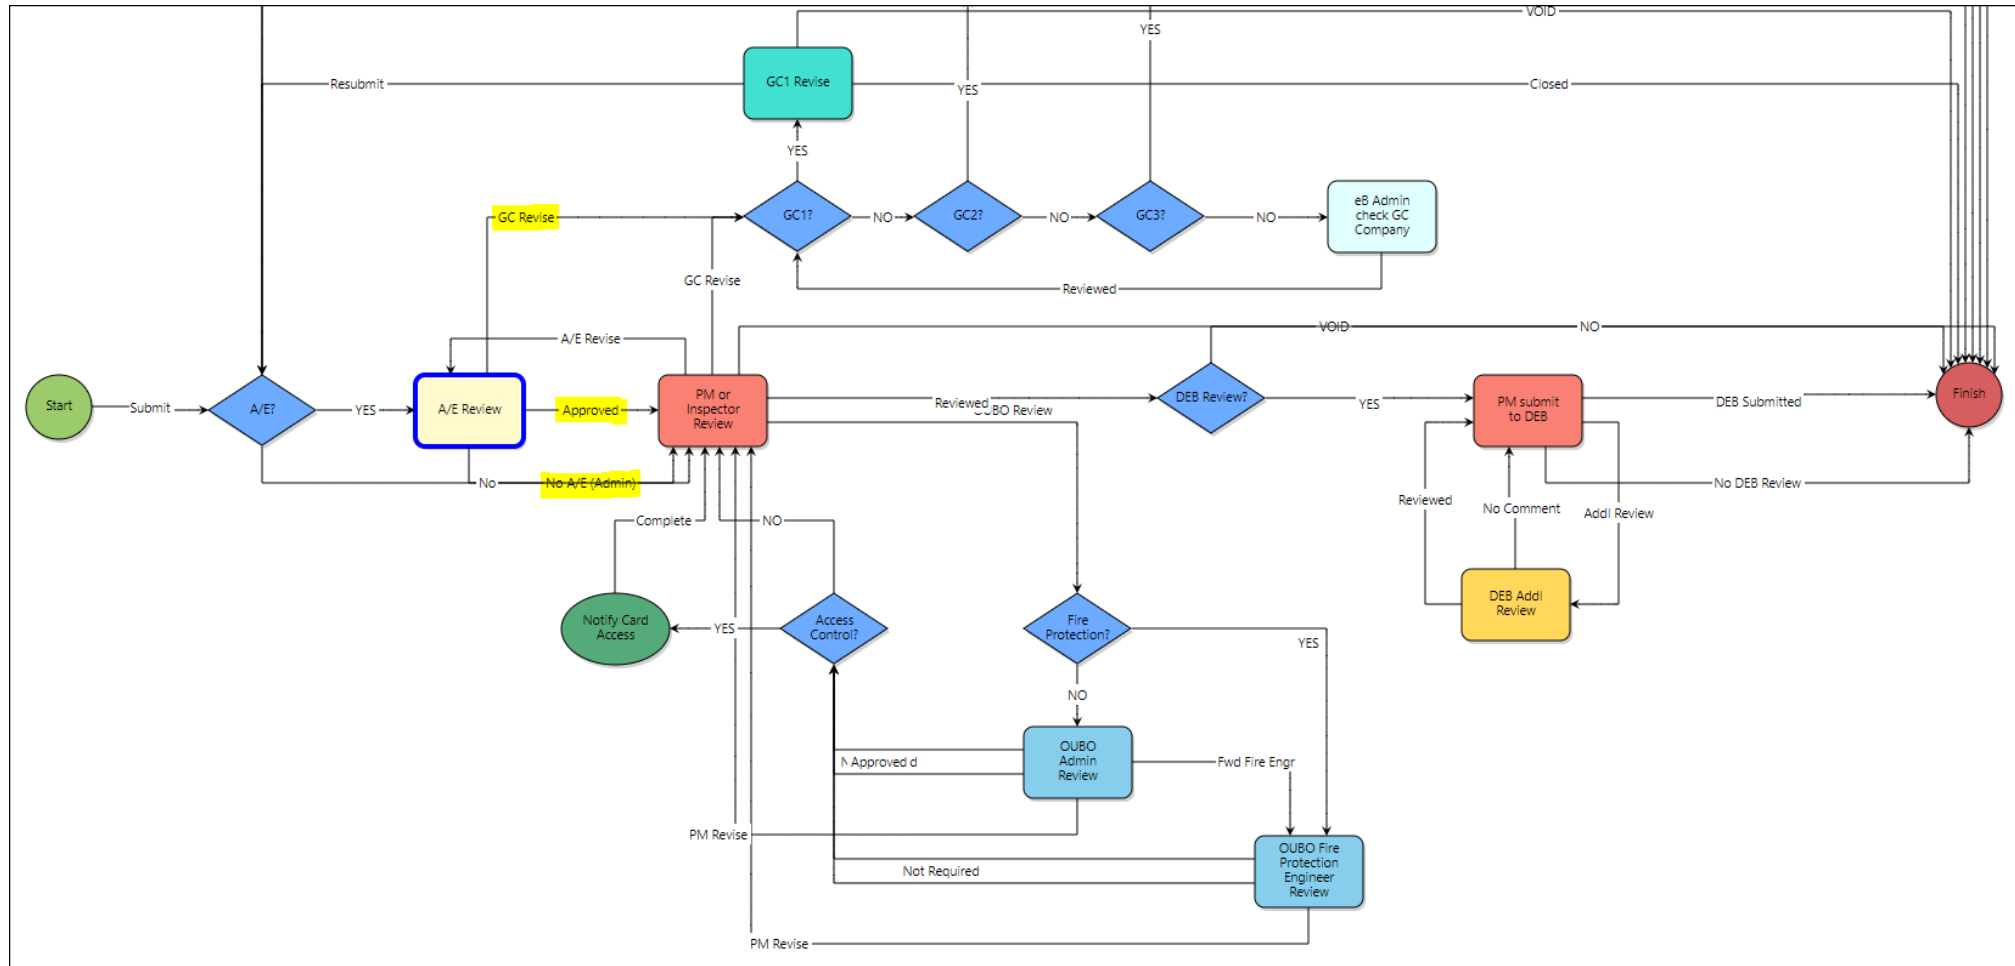 VOID
YES
GC1 Revise
Resubmit
Closed
YES
YES
GC Revise
GC1?
NO
GC2?
NO
GC3?
NO
eB Admin
check GC
Company
GC Revise
Reviewed
VOID
NO
A/E Revise
Start
Submit
A/E?
YES
A/E Review
Approved
PM or
Inspector
Review
Reviewed
OUBO Review
DEB Review?
YES
PM submit
to DEB
DEB Submitted
Finish
No
No A/E (Admin)
No DEB Review
Reviewed
No Comment
Addl Review
Complete
NO
Notify Card
Access
YES
Access
Control?
Fire
Protection?
YES
DEB Addl
Review
NO
OUBO
Admin
Review
Approved
Fwd Fire Engr
PM Revise
OUBO Fire
Protection
Engineer
Review
Not Required
PM Revise